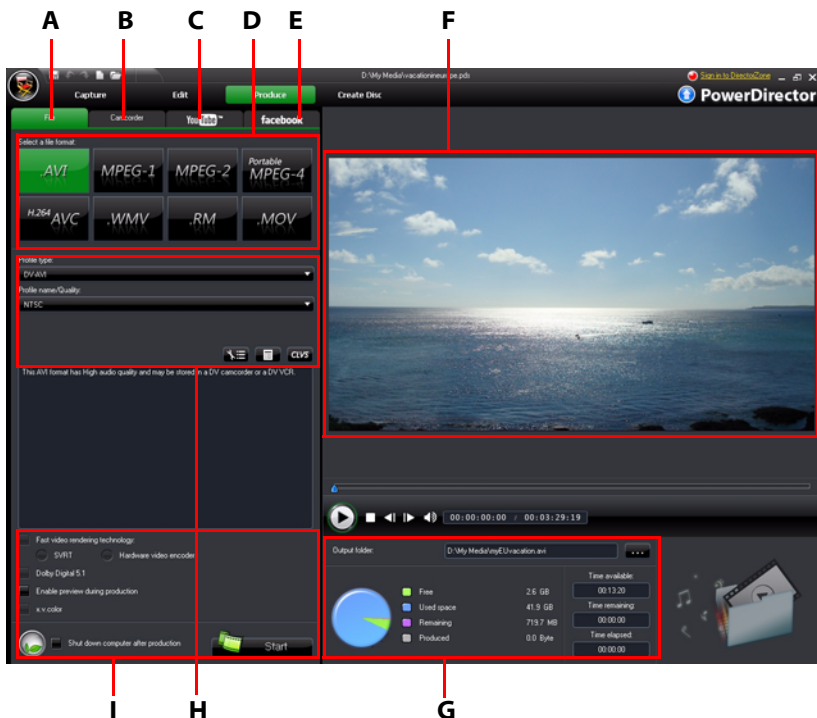 A B C D E F
D:\My Media\vacationineurope.pds
Sign in to DirectorZone
Capture Edit Produce Create Disc
PowerDirector
File Camcorder YouTube™ facebook
Select a file format:
.AVI MPEG-1 MPEG-2 Portable MPEG-4
H.264 AVC .WMV .RM .MOV
Profile type:
DV-AVI
Profile name/Quality:
NTSC
CLVS
This AVI format has High audio quality and may be stored in a DV camcorder or a DV VCR.
00:00:00:00 / 00:03:29:19
Fast video rendering technology:
SVRT Hardware video encoder
Dolby Digital 5.1
Enable preview during production
x.v.color
Shut down computer after production
Start
Output folder: D:\My Media\myEUvacation.avi ...
Free 2.6 GB
Used space 41.9 GB
Remaining 719.7 MB
Produced 0.0 Byte
Time available:
00:13:20
Time remaining:
00:00:00
Time elapsed:
00:00:00
I H G